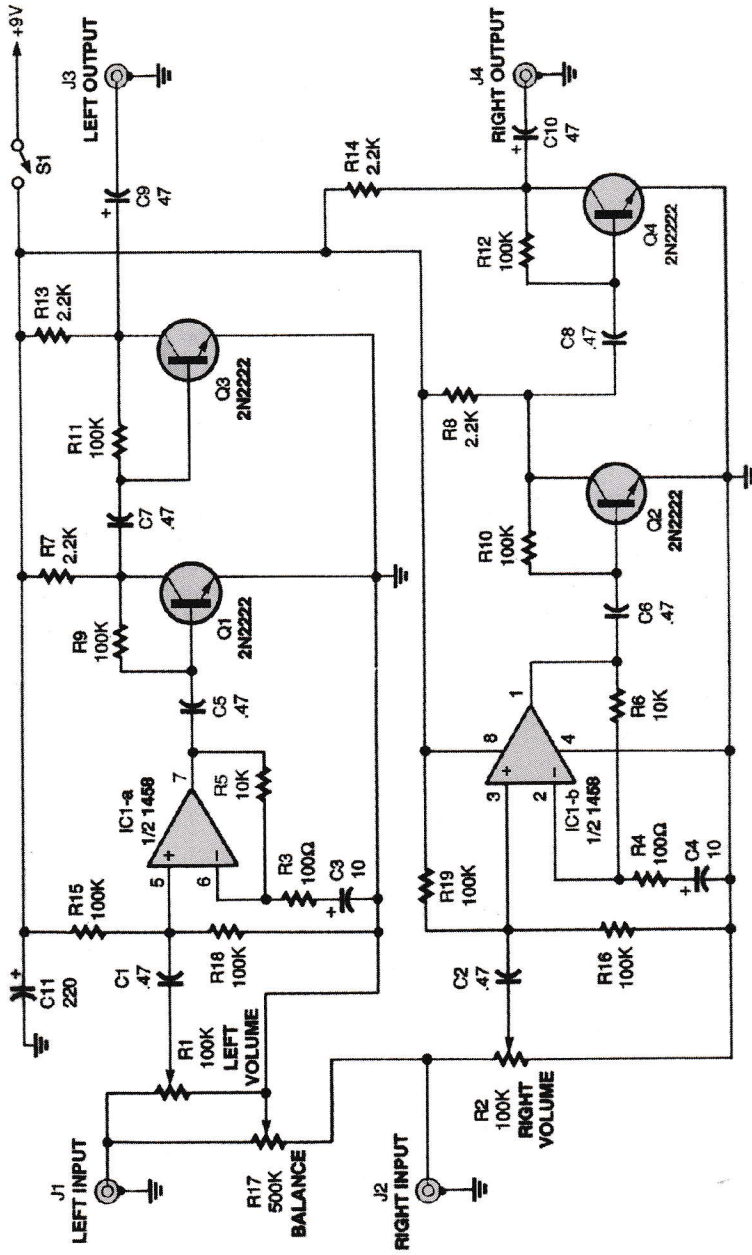 J1
LEFT INPUT
R17
500K
BALANCE
J2
RIGHT INPUT
C11
220
+
R1
100K
LEFT
VOLUME
C1
.47
R15
100K
R18
100K
5
6
7
+
−
IC1-a
1/2 1458
R3
100Ω
C3
10
+
R5
10K
C5
.47
R9
100K
R7
2.2K
Q1
2N2222
C7
.47
R11
100K
R13
2.2K
Q3
2N2222
+
C9
47
S1
+9V
J3
LEFT OUTPUT
R2
100K
RIGHT
VOLUME
C2
.47
R19
100K
R16
100K
3
2
8
1
4
+
−
IC1-b
1/2 1458
R4
100Ω
C4
10
+
R6
10K
C6
.47
R10
100K
R8
2.2K
Q2
2N2222
C8
.47
R12
100K
R14
2.2K
Q4
2N2222
+
C10
47
J4
RIGHT OUTPUT